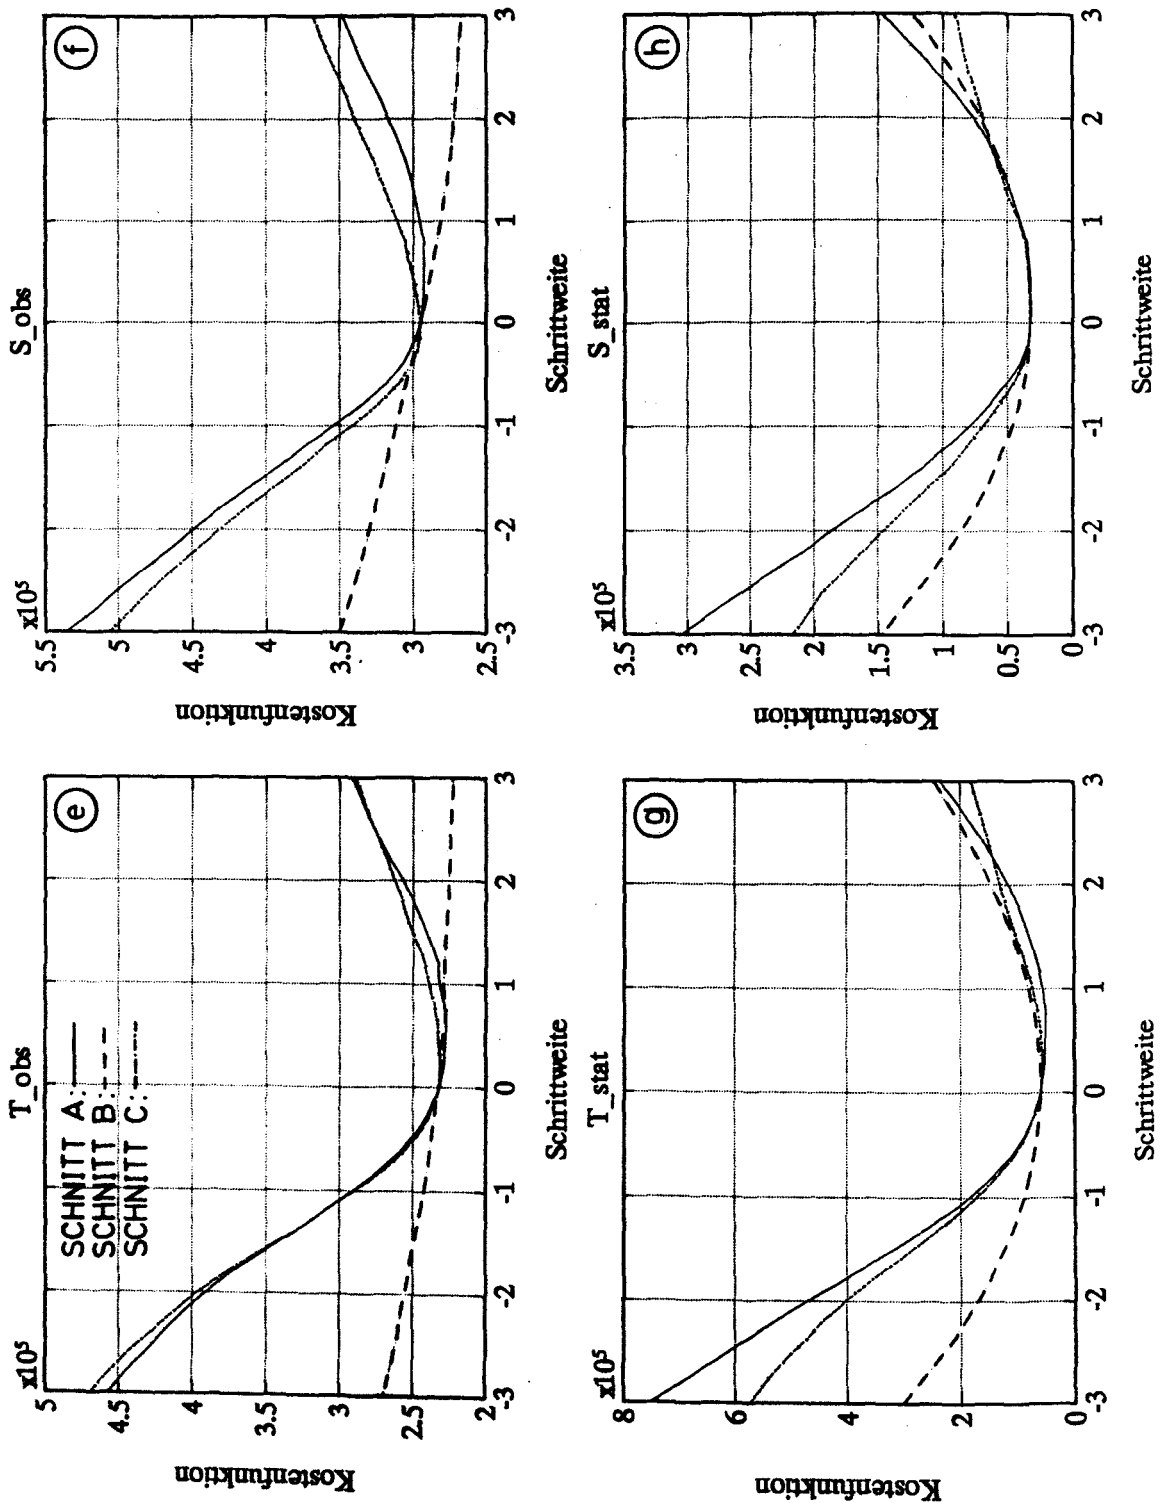 T_obs
x10⁵
5
4.5
4
3.5
3
2.5
2
-3
-2
-1
0
1
2
3
Kostenfunktion
Schrittweite
SCHNITT A:
SCHNITT B:
SCHNITT C:
e
S_obs
x10⁵
5.5
5
4.5
4
3.5
3
2.5
-3
-2
-1
0
1
2
3
Kostenfunktion
Schrittweite
f
T_stat
x10⁵
8
6
4
2
0
-3
-2
-1
0
1
2
3
Kostenfunktion
Schrittweite
g
S_stat
x10⁵
3.5
3
2.5
2
1.5
1
0.5
0
-3
-2
-1
0
1
2
3
Kostenfunktion
Schrittweite
h